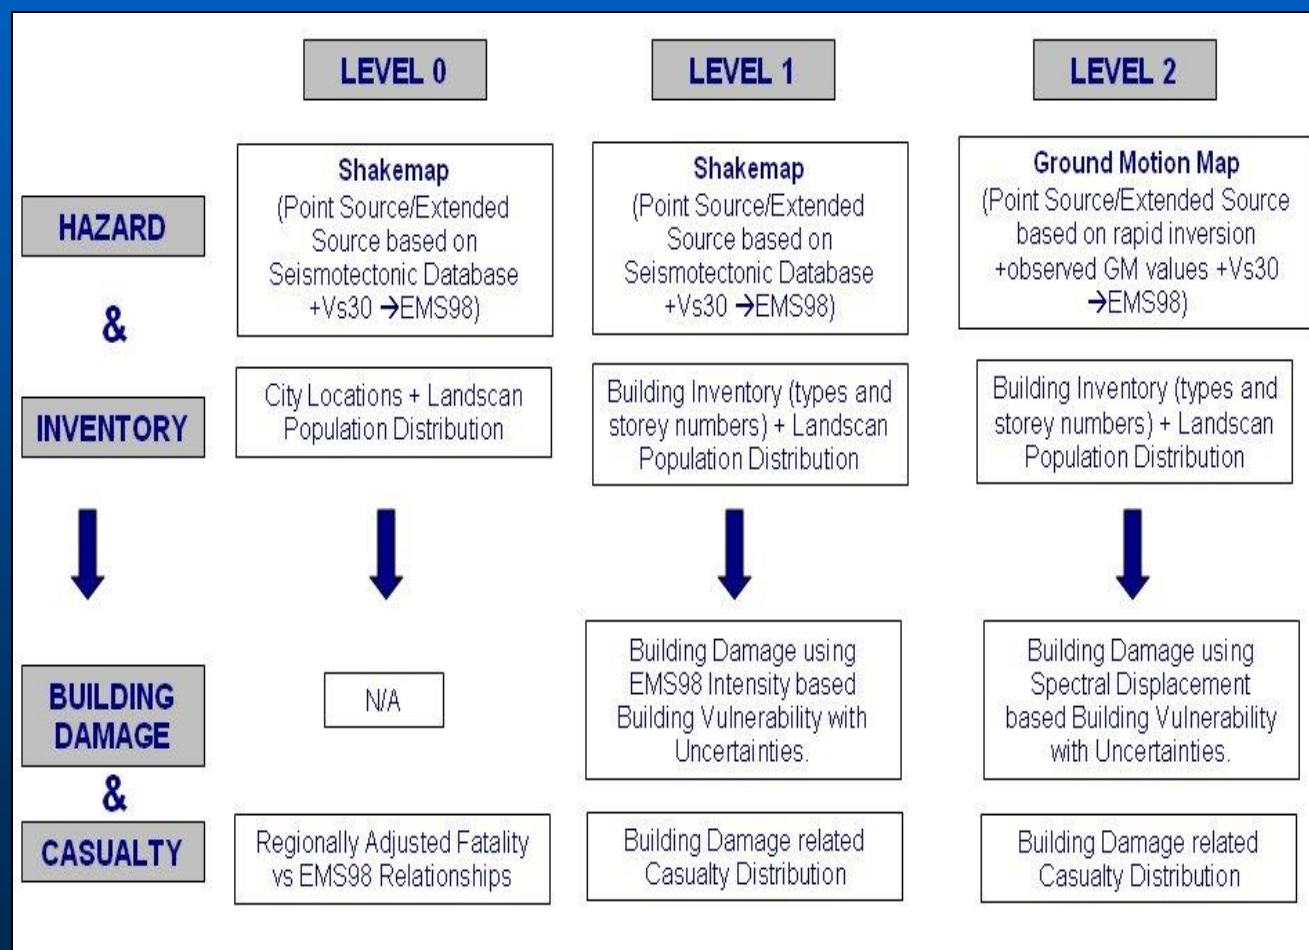 LEVEL 0
LEVEL 1
LEVEL 2
HAZARD
Shakemap
(Point Source/Extended
Source based on
Seismotectonic Database
+Vs30 →EMS98)
Shakemap
(Point Source/Extended
Source based on
Seismotectonic Database
+Vs30 →EMS98)
Ground Motion Map
(Point Source/Extended Source
based on rapid inversion
+observed GM values +Vs30
→EMS98)
&
INVENTORY
City Locations + Landscan
Population Distribution
Building Inventory (types and
storey numbers) + Landscan
Population Distribution
Building Inventory (types and
storey numbers) + Landscan
Population Distribution
BUILDING
DAMAGE
N/A
Building Damage using
EMS98 Intensity based
Building Vulnerability with
Uncertainties.
Building Damage using
Spectral Displacement
based Building Vulnerability
with Uncertainties.
&
CASUALTY
Regionally Adjusted Fatality
vs EMS98 Relationships
Building Damage related
Casualty Distribution
Building Damage related
Casualty Distribution